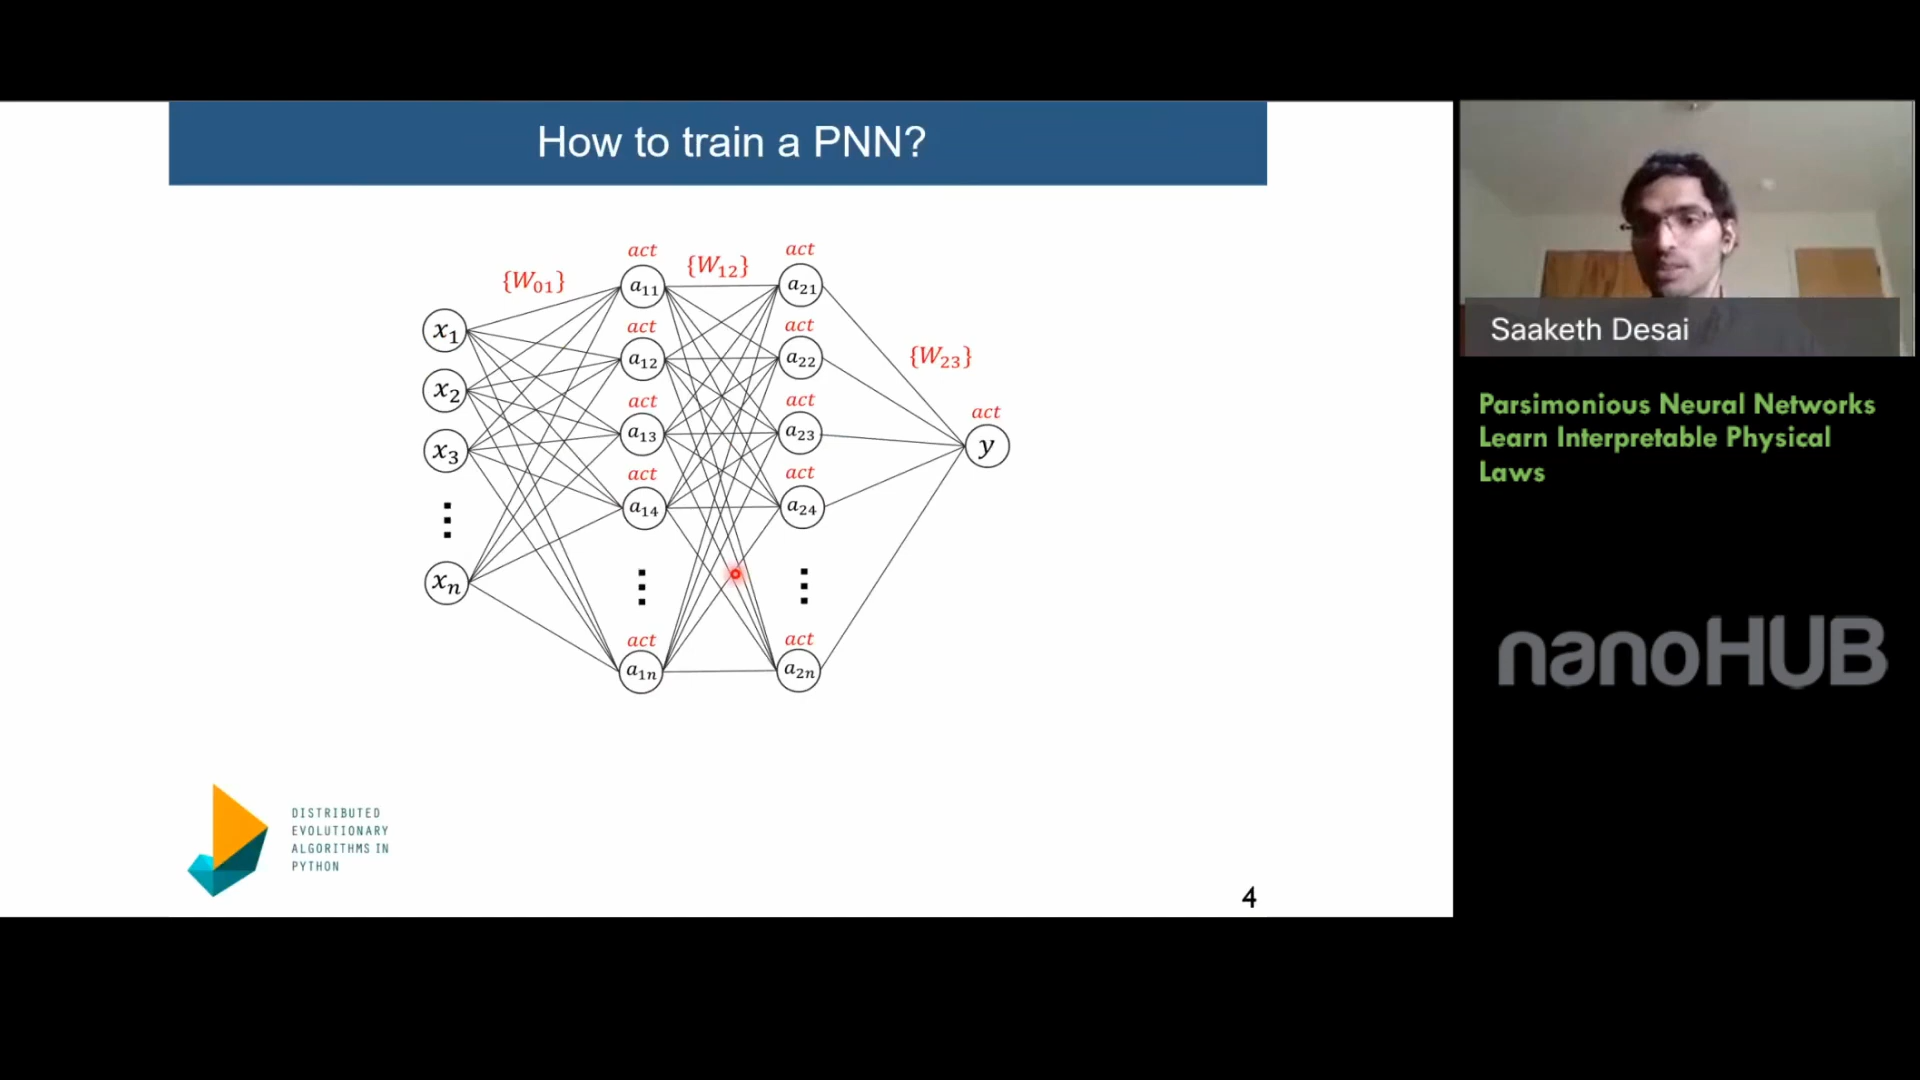 How to train a PNN?
act
act
{W₀₁}
a₁₁
{W₁₂}
a₂₁
act
act
x₁
a₁₂
a₂₂
{W₂₃}
x₂
act
act
act
x₃
a₁₃
a₂₃
y
act
act
a₁₄
a₂₄
xₙ
act
act
a₁ₙ
a₂ₙ
DISTRIBUTED
EVOLUTIONARY
ALGORITHMS IN
PYTHON
4
Saaketh Desai
Parsimonious Neural Networks
Learn Interpretable Physical
Laws
nanoHUB